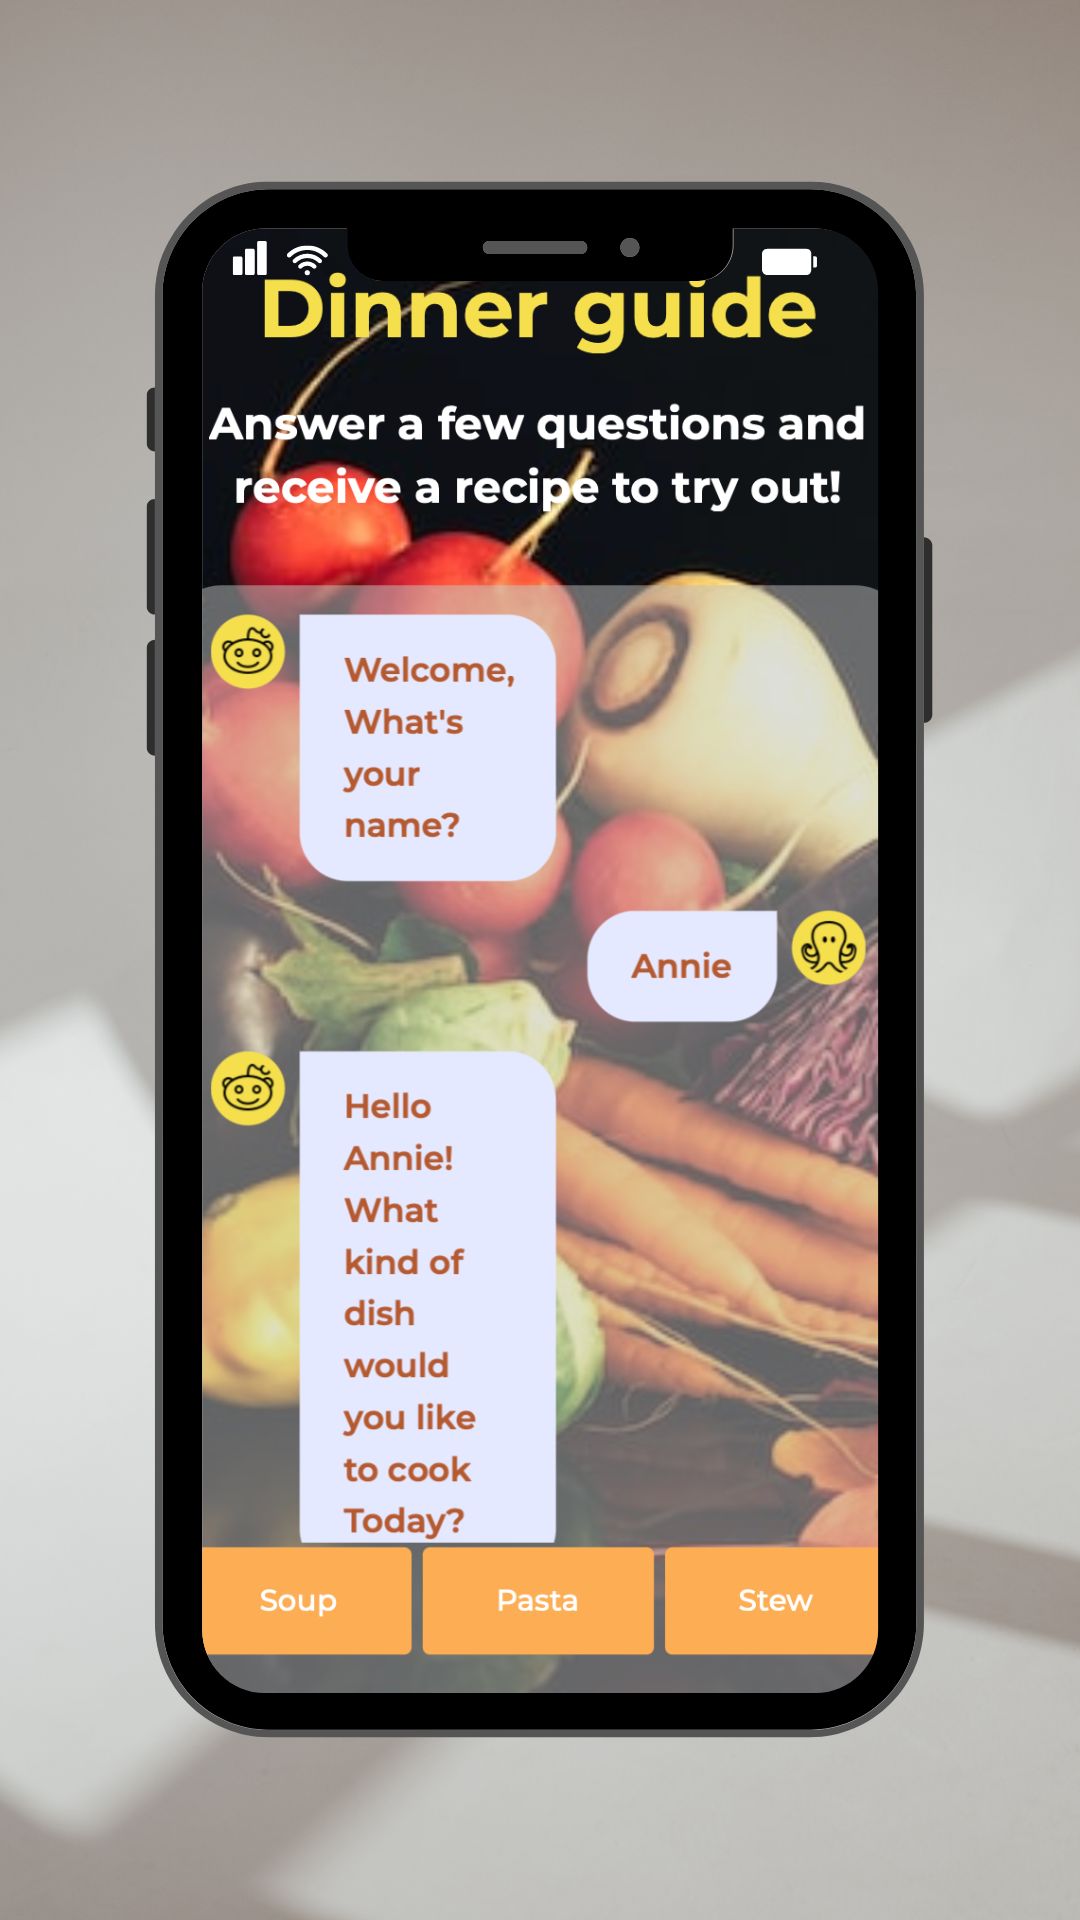 Dinner guide
Answer a few questions and
receive a recipe to try out!
Welcome,
What's
your
name?
Annie
Hello
Annie!
What
kind of
dish
would
you like
to cook
Today?
Soup
Pasta
Stew